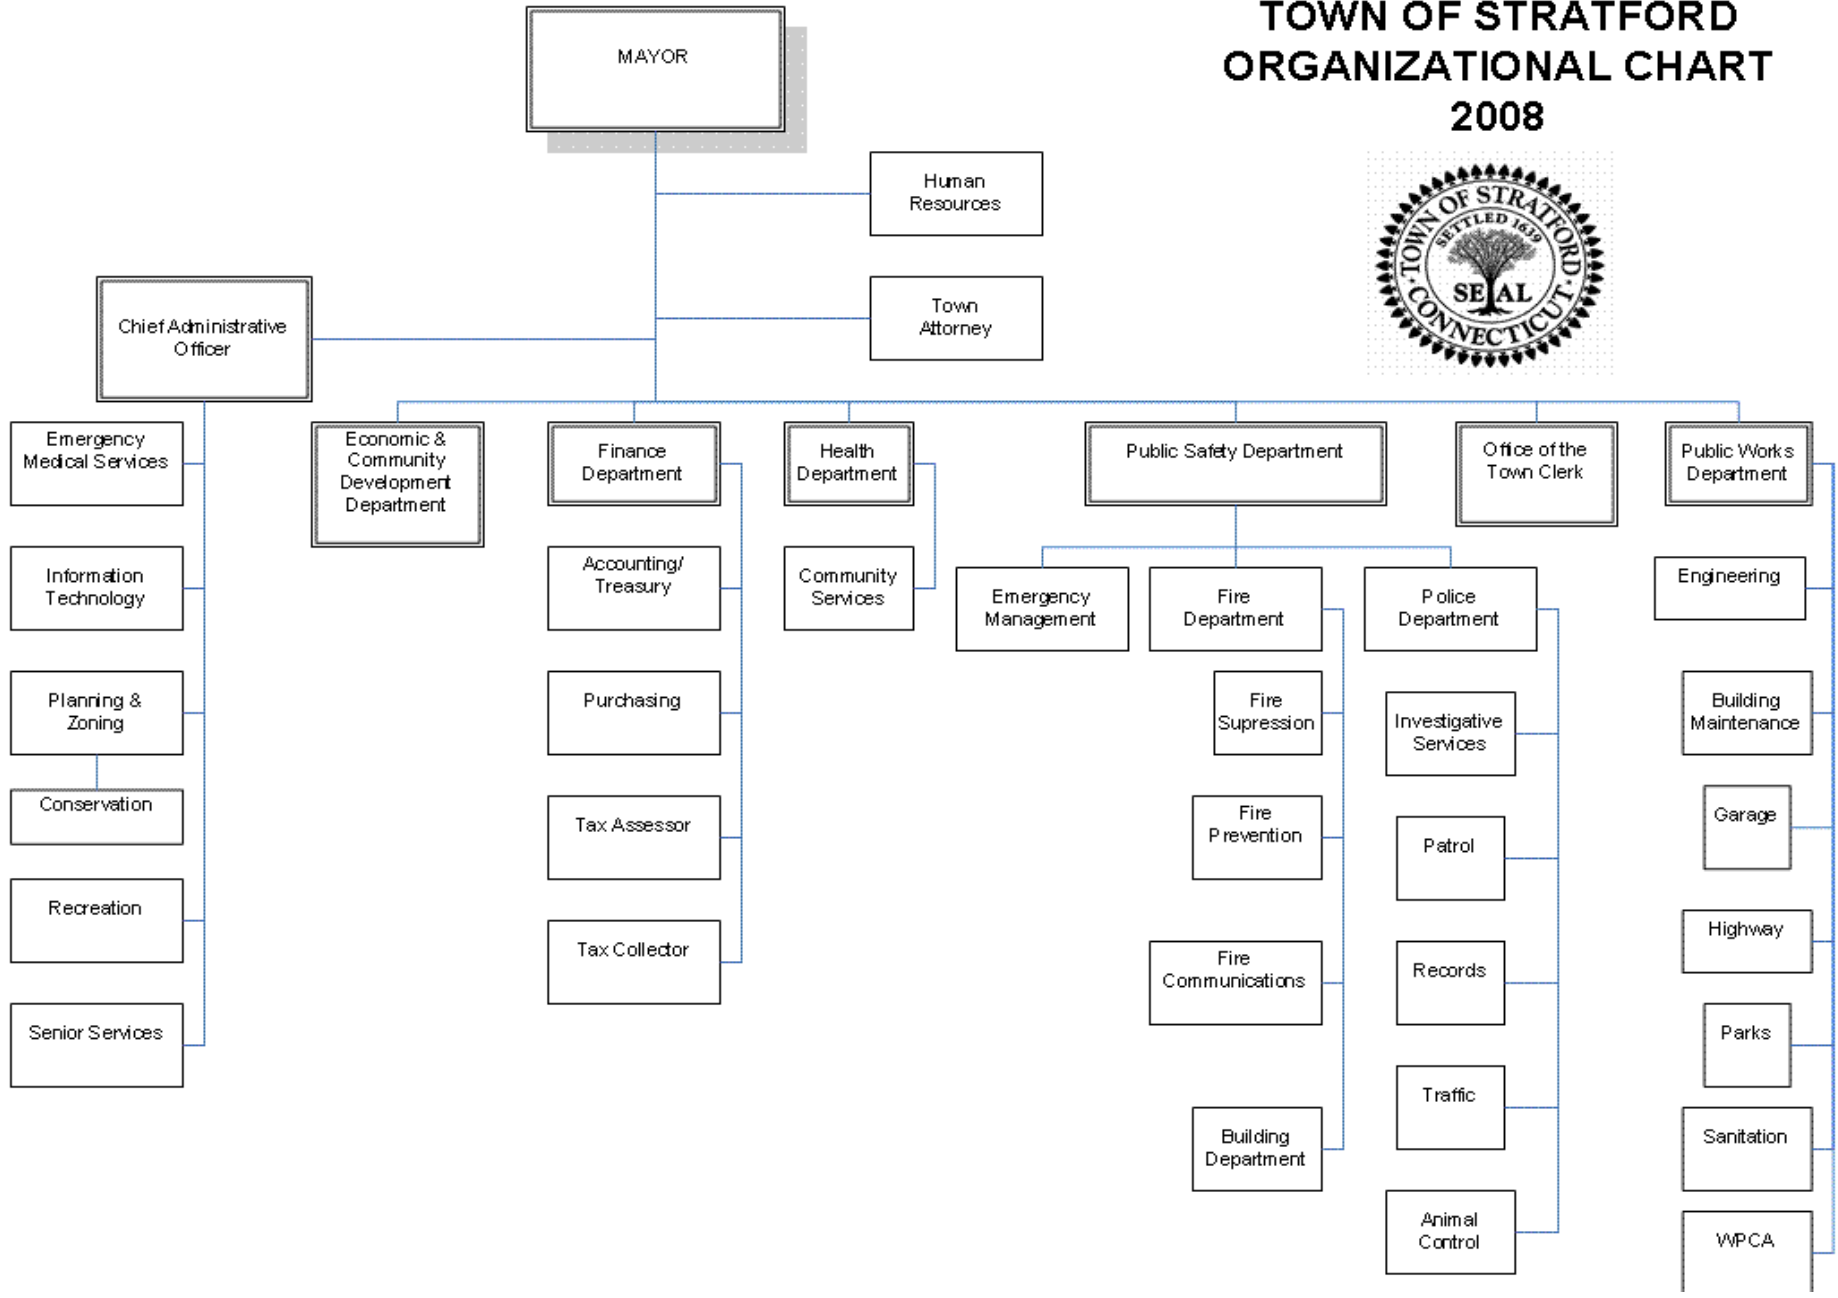 TOWN OF STRATFORD
ORGANIZATIONAL CHART
2008
TOWN OF STRATFORD
CONNECTICUT
SETTLED 1639
SEAL
MAYOR
Human
Resources
Town
Attorney
Chief Administrative
Officer
Emergency
Medical Services
Information
Technology
Planning &
Zoning
Conservation
Recreation
Senior Services
Economic &
Community
Development
Department
Finance
Department
Accounting/
Treasury
Purchasing
Tax Assessor
Tax Collector
Health
Department
Community
Services
Public Safety Department
Emergency
Management
Fire
Department
Fire
Supression
Fire
Prevention
Fire
Communications
Building
Department
Police
Department
Investigative
Services
Patrol
Records
Traffic
Animal
Control
Office of the
Town Clerk
Public Works
Department
Engineering
Building
Maintenance
Garage
Highway
Parks
Sanitation
WPCA